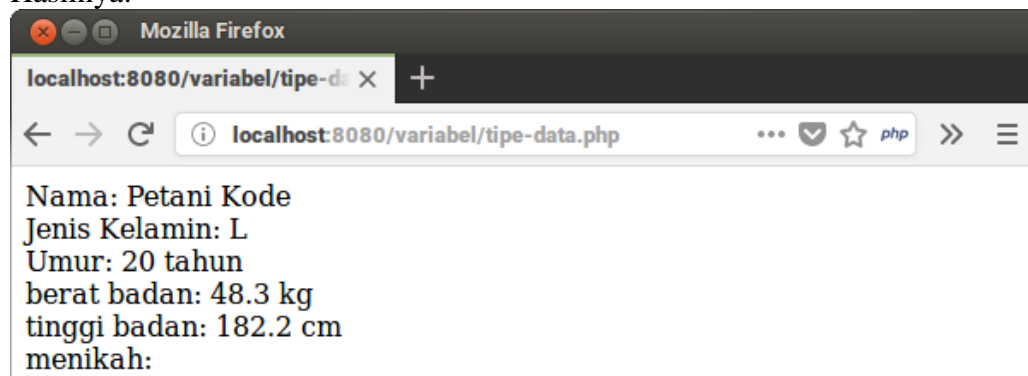 Mozilla Firefox
localhost:8080/variabel/tipe-da
localhost:8080/variabel/tipe-data.php
php
Nama: Petani Kode
Jenis Kelamin: L
Umur: 20 tahun
berat badan: 48.3 kg
tinggi badan: 182.2 cm
menikah: